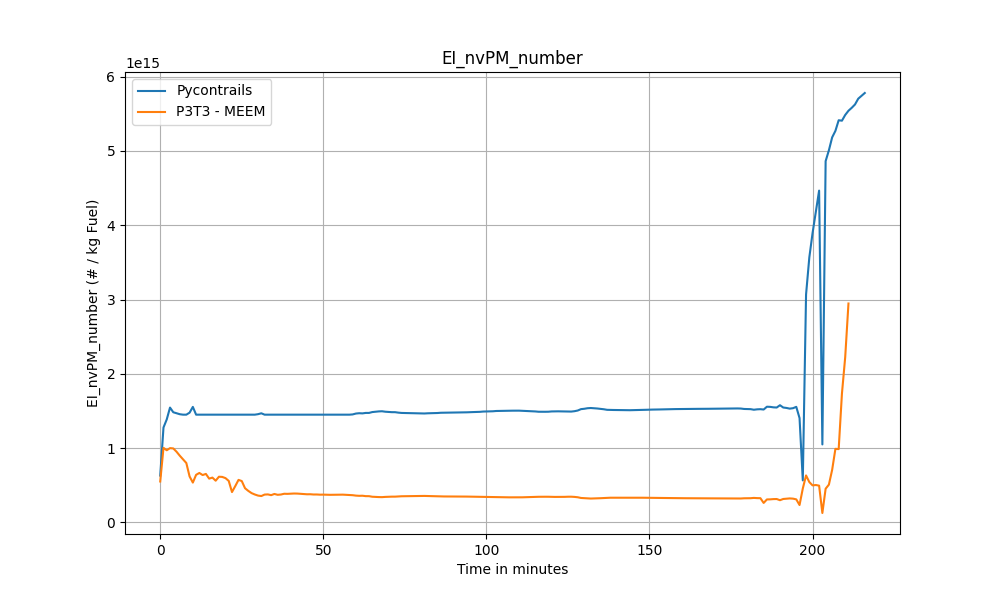 EI_nvPM_number
1e15
Pycontrails
P3T3 - MEEM
6
5
4
3
2
1
0
EI_nvPM_number (# / kg Fuel)
0 50 100 150 200
Time in minutes